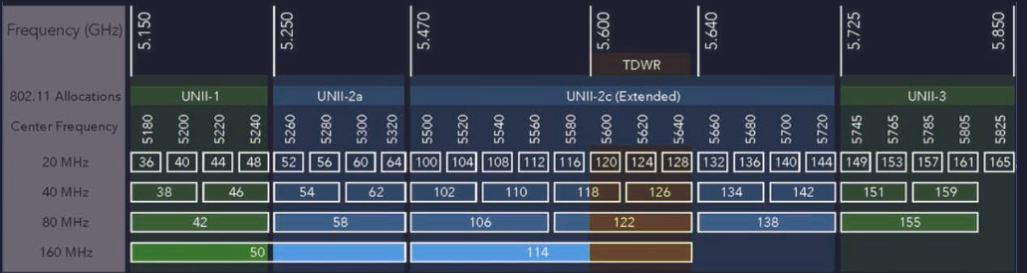 Frequency (GHz) 5.150 5.250 5.470 5.600 5.640 5.725 5.850
TDWR
802.11 Allocations UNII-1 UNII-2a UNII-2c (Extended) UNII-3
Center Frequency 5180 5200 5220 5240 5260 5280 5300 5320 5500 5520 5540 5560 5580 5600 5620 5640 5660 5680 5700 5720 5745 5765 5785 5805 5825
20 MHz 36 40 44 48 52 56 60 64 100 104 108 112 116 120 124 128 132 136 140 144 149 153 157 161 165
40 MHz 38 46 54 62 102 110 118 126 134 142 151 159
80 MHz 42 58 106 122 138 155
160 MHz 50 114